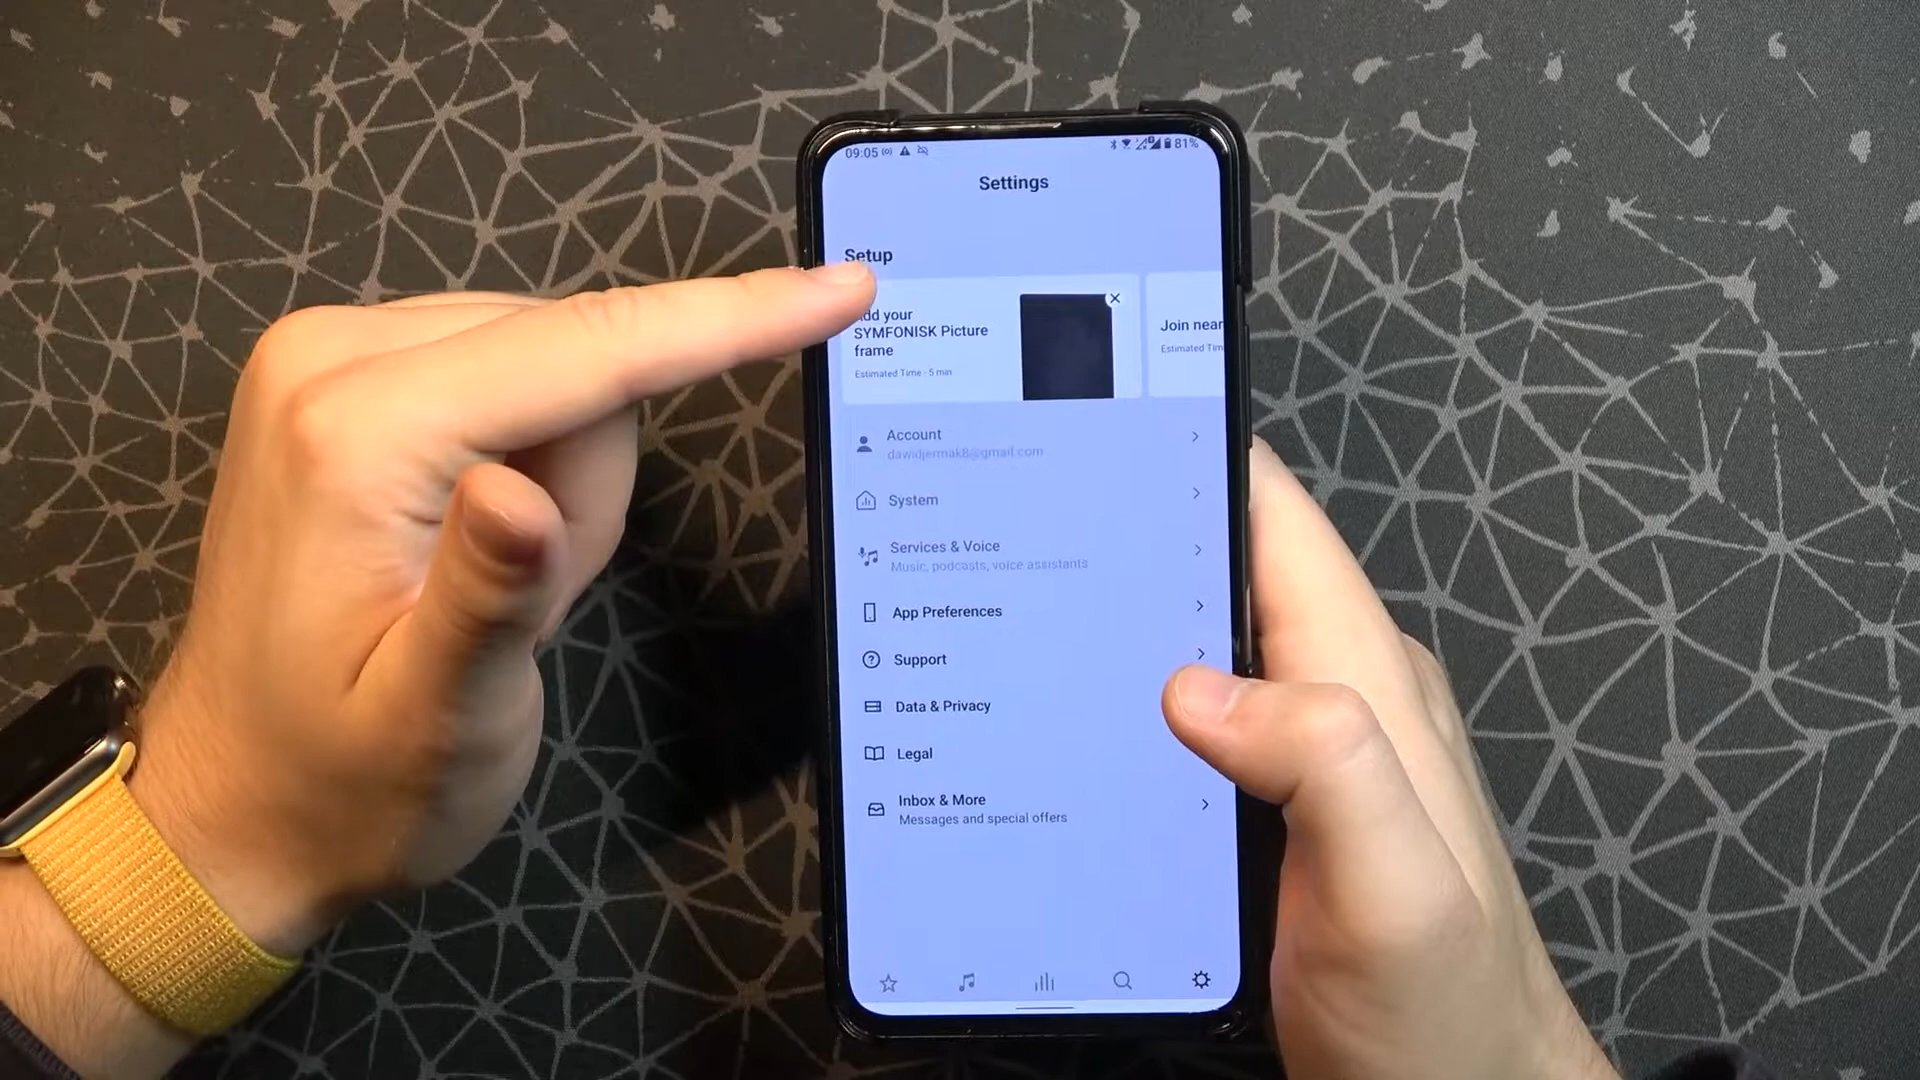 09:05
81%
Settings
Setup
dd your
SYMFONISK Picture
frame
Estimated Time · 5 min
Join near
Estimated Tim
Account
dawidjermak8@gmail.com
System
Services & Voice
Music, podcasts, voice assistants
App Preferences
Support
Data & Privacy
Legal
Inbox & More
Messages and special offers